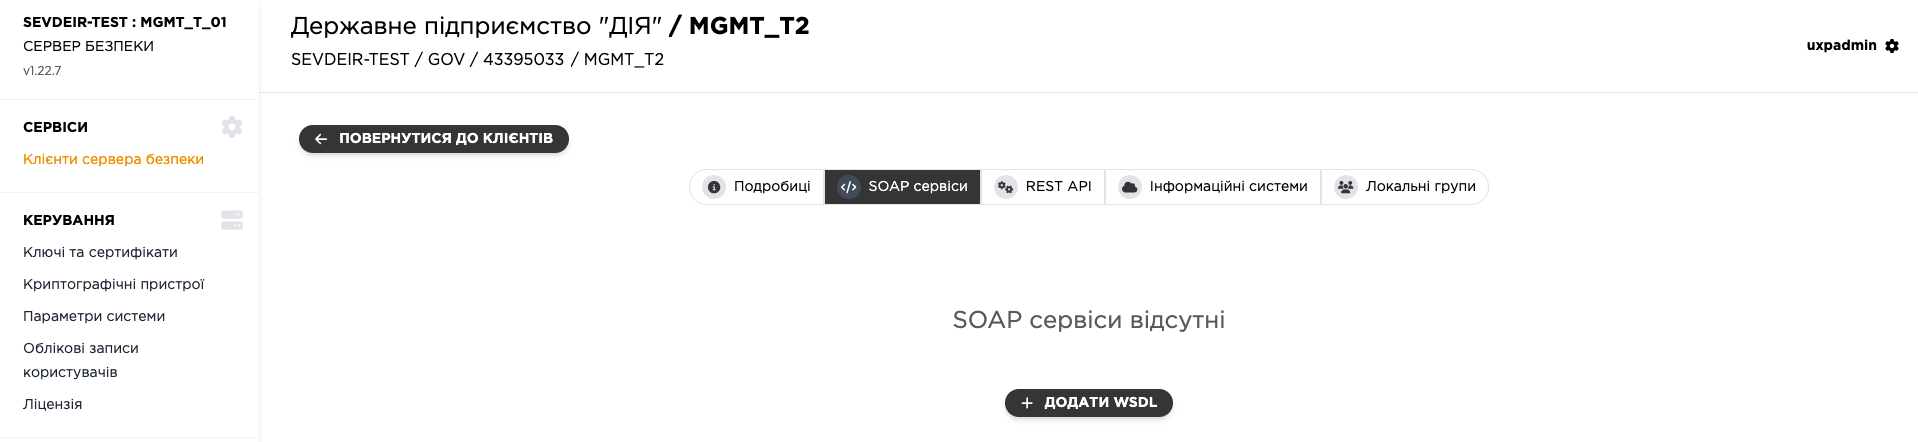 SEVDEIR-TEST : MGMT_T_01
СЕРВЕР БЕЗПЕКИ
v1.22.7
СЕРВІСИ
Клієнти сервера безпеки
КЕРУВАННЯ
Ключі та сертифікати
Криптографічні пристрої
Параметри системи
Облікові записи
користувачів
Ліцензія
Державне підприємство "ДІЯ" / MGMT_T2
SEVDEIR-TEST / GOV / 43395033 / MGMT_T2
uxpadmin
ПОВЕРНУТИСЯ ДО КЛІЄНТІВ
Подробиці
SOAP сервіси
REST API
Інформаційні системи
Локальні групи
SOAP сервіси відсутні
+ ДОДАТИ WSDL